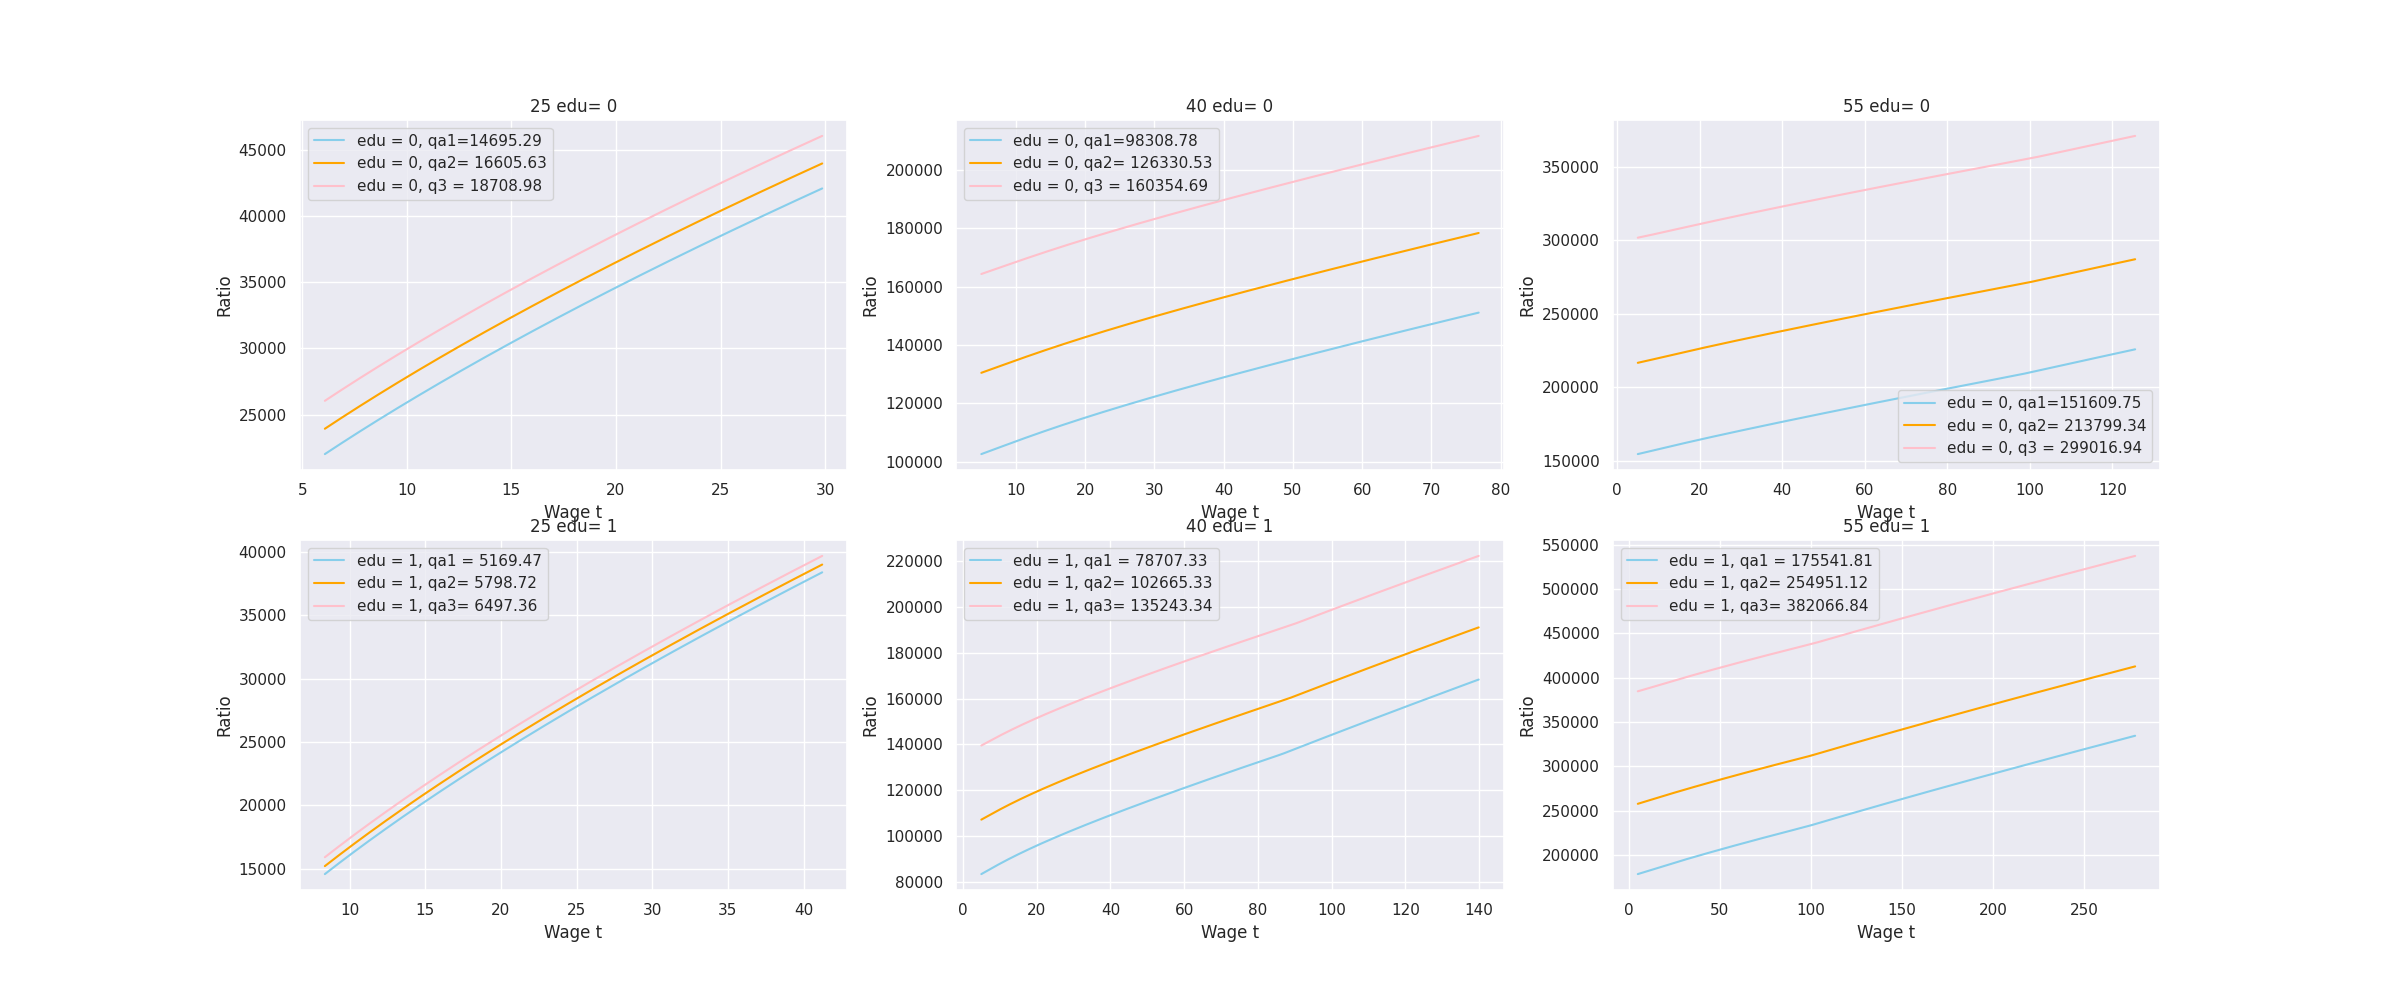 25 edu= 0
edu = 0, qa1=14695.29
edu = 0, qa2= 16605.63
edu = 0, q3 = 18708.98
45000
40000
35000
30000
25000
Ratio
5 10 15 20 25 30
Wage t
40 edu= 0
edu = 0, qa1=98308.78
edu = 0, qa2= 126330.53
edu = 0, q3 = 160354.69
200000
180000
160000
140000
120000
100000
Ratio
10 20 30 40 50 60 70 80
Wage t
55 edu= 0
350000
300000
250000
200000
150000
Ratio
edu = 0, qa1=151609.75
edu = 0, qa2= 213799.34
edu = 0, q3 = 299016.94
0 20 40 60 80 100 120
Wage t
25 edu= 1
edu = 1, qa1 = 5169.47
edu = 1, qa2= 5798.72
edu = 1, qa3= 6497.36
40000
35000
30000
25000
20000
15000
Ratio
10 15 20 25 30 35 40
Wage t
40 edu= 1
edu = 1, qa1 = 78707.33
edu = 1, qa2= 102665.33
edu = 1, qa3= 135243.34
220000
200000
180000
160000
140000
120000
100000
80000
Ratio
0 20 40 60 80 100 120 140
Wage t
55 edu= 1
edu = 1, qa1 = 175541.81
edu = 1, qa2= 254951.12
edu = 1, qa3= 382066.84
550000
500000
450000
400000
350000
300000
250000
200000
Ratio
0 50 100 150 200 250
Wage t